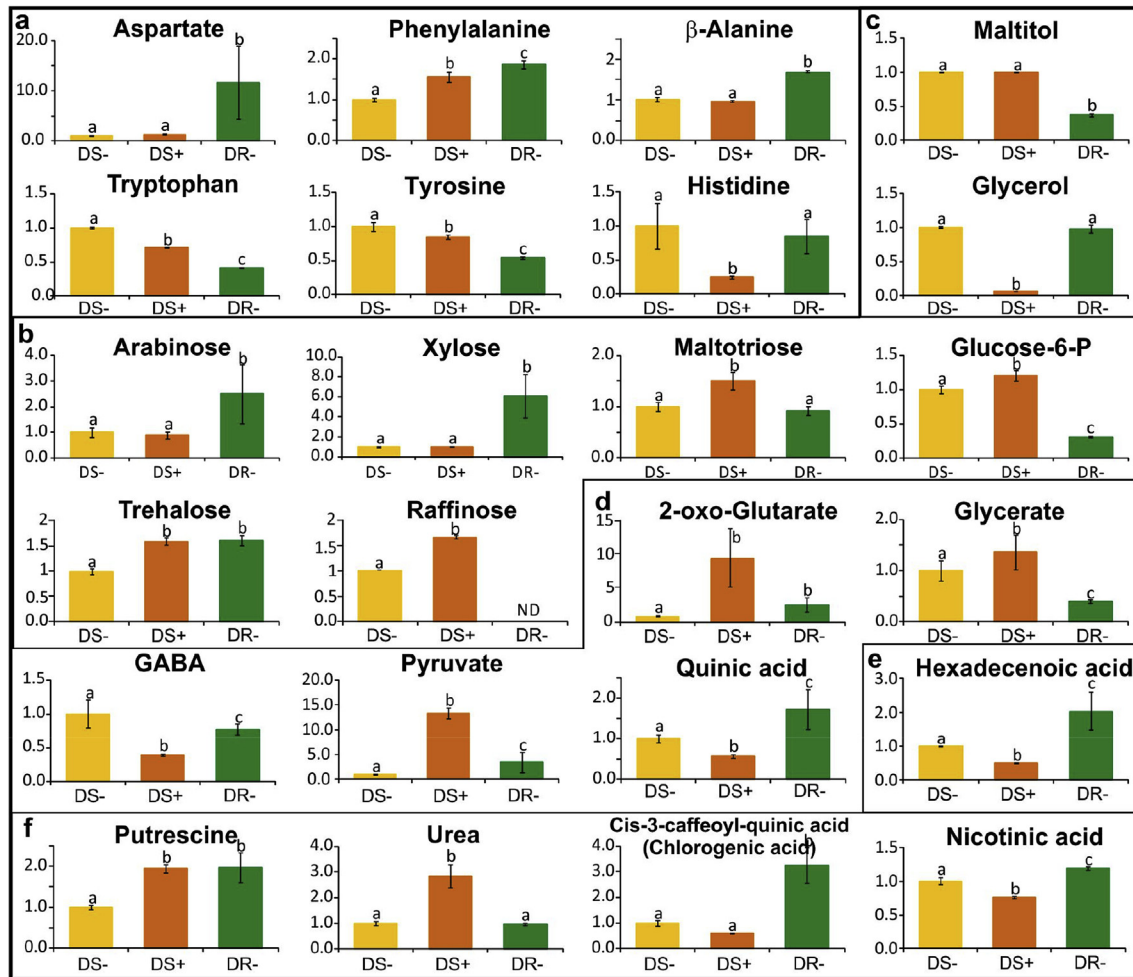 a
Aspartate
20.0
10.0
0.0
a
a
b
DS-
DS+
DR-
Phenylalanine
2.0
1.0
0.0
a
b
c
DS-
DS+
DR-
β-Alanine
2.0
1.0
0.0
a
a
b
DS-
DS+
DR-
c
Maltitol
1.5
1.0
0.5
0.0
a
a
b
DS-
DS+
DR-
Tryptophan
1.5
1.0
0.5
0.0
a
b
c
DS-
DS+
DR-
Tyrosine
1.5
1.0
0.5
0.0
a
b
c
DS-
DS+
DR-
Histidine
1.5
1.0
0.5
0.0
a
b
a
DS-
DS+
DR-
Glycerol
1.5
1.0
0.5
0.0
a
b
a
DS-
DS+
DR-
b
Arabinose
4.0
3.0
2.0
1.0
0.0
a
a
b
DS-
DS+
DR-
Xylose
10.0
8.0
6.0
4.0
2.0
0.0
a
a
b
DS-
DS+
DR-
Maltotriose
2.0
1.0
0.0
a
b
a
DS-
DS+
DR-
Glucose-6-P
1.5
1.0
0.5
0.0
a
b
c
DS-
DS+
DR-
Trehalose
2
1.5
1
0.5
0
a
b
b
DS-
DS+
DR-
Raffinose
2
1.5
1
0.5
0
a
b
ND
DS-
DS+
DR-
d
2-oxo-Glutarate
15
10
5
0
a
b
b
DS-
DS+
DR-
Glycerate
2.0
1.0
0.0
a
b
c
DS-
DS+
DR-
GABA
1.5
1.0
0.5
0.0
a
b
c
DS-
DS+
DR-
Pyruvate
20.0
15.0
10.0
5.0
0.0
a
b
c
DS-
DS+
DR-
Quinic acid
2.0
1.0
0.0
a
b
c
DS-
DS+
DR-
e
Hexadecenoic acid
3.0
2.0
1.0
0.0
a
b
c
DS-
DS+
DR-
f
Putrescine
2.0
1.0
0.0
a
b
b
DS-
DS+
DR-
Urea
4.0
3.0
2.0
1.0
0.0
a
b
a
DS-
DS+
DR-
Cis-3-caffeoyl-quinic acid
(Chlorogenic acid)
4.0
3.0
2.0
1.0
0.0
a
a
b
DS-
DS+
DR-
Nicotinic acid
1.5
1.0
0.5
0.0
a
b
c
DS-
DS+
DR-